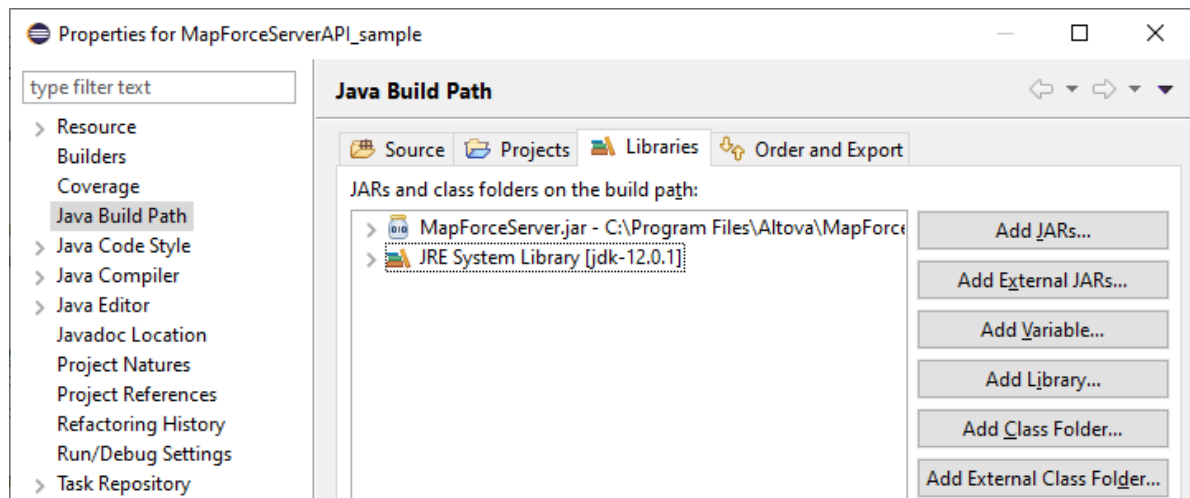 Properties for MapForceServerAPI_sample
type filter text
Resource
Builders
Coverage
Java Build Path
Java Code Style
Java Compiler
Java Editor
Javadoc Location
Project Natures
Project References
Refactoring History
Run/Debug Settings
Task Repository
Java Build Path
Source Projects Libraries Order and Export
JARs and class folders on the build path:
MapForceServer.jar - C:\Program Files\Altova\MapForce
JRE System Library [jdk-12.0.1]
Add JARs...
Add External JARs...
Add Variable...
Add Library...
Add Class Folder...
Add External Class Folder...